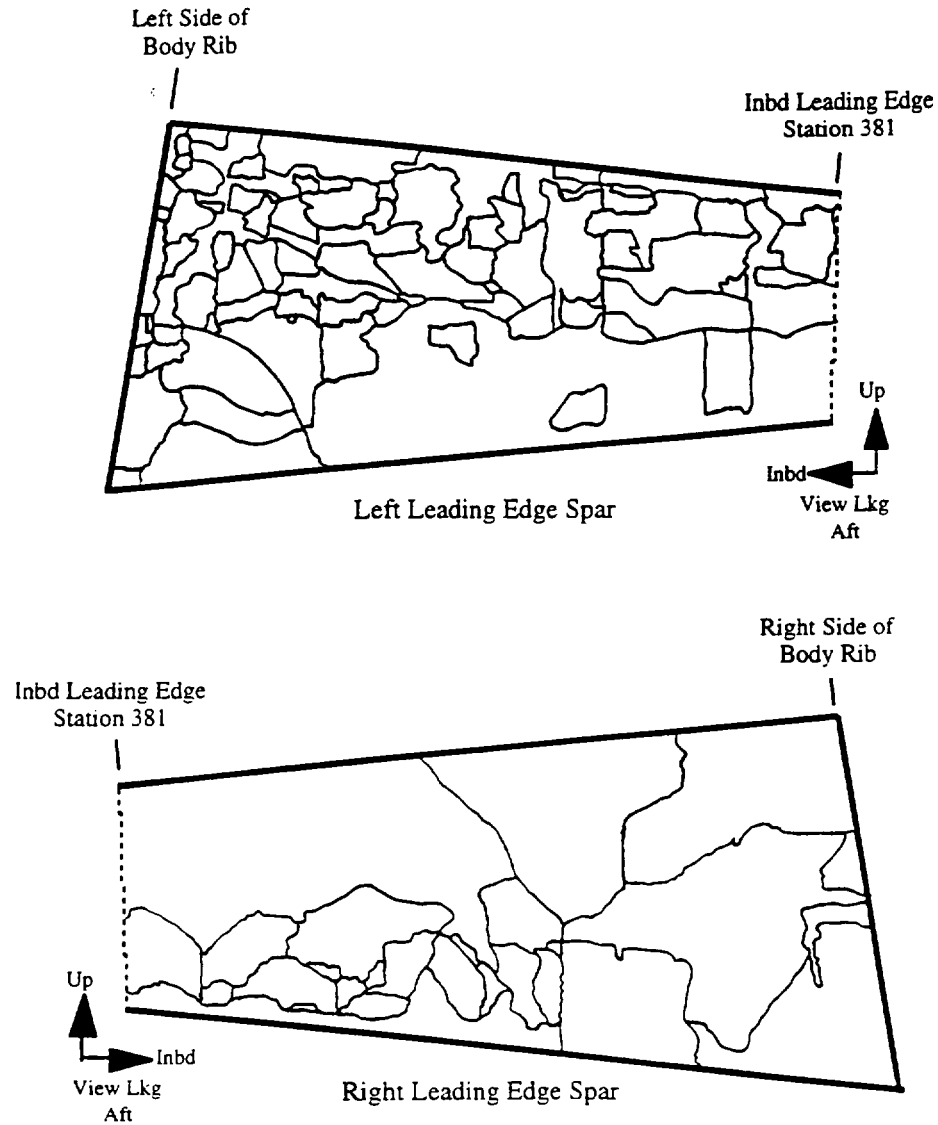 Left Side of
Body Rib
Inbd Leading Edge
Station 381
Up
Inbd
View Lkg
Aft
Left Leading Edge Spar
Right Side of
Body Rib
Inbd Leading Edge
Station 381
Up
Inbd
View Lkg
Aft
Right Leading Edge Spar